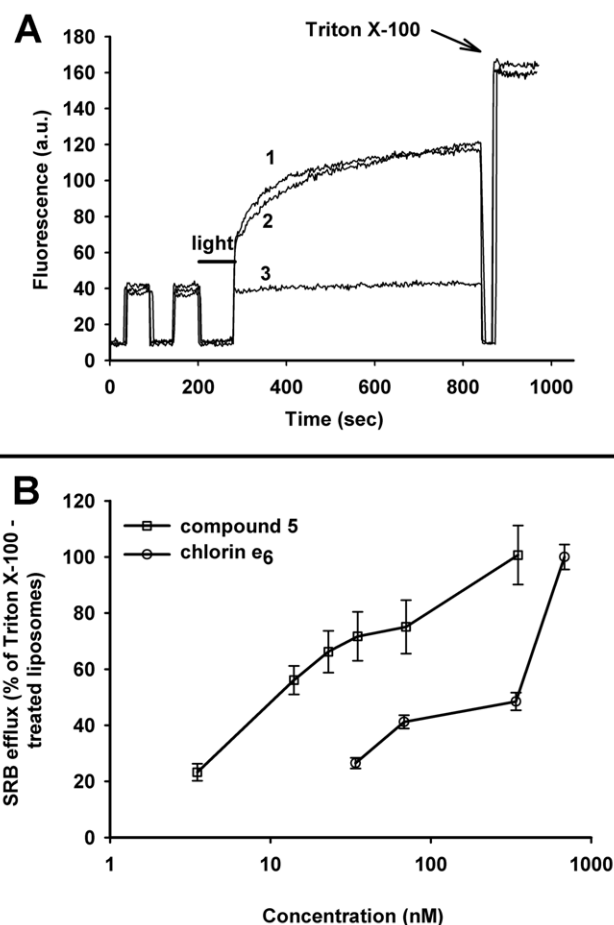 A
Triton X-100
180
160
140
120
100
80
60
40
20
0
Fluorescence (a.u.)
light
1
2
3
0 200 400 600 800 1000
Time (sec)
B
120
100
80
60
40
20
0
SRB efflux (% of Triton X-100 -
treated liposomes)
compound 5
chlorin e6
1 10 100 1000
Concentration (nM)